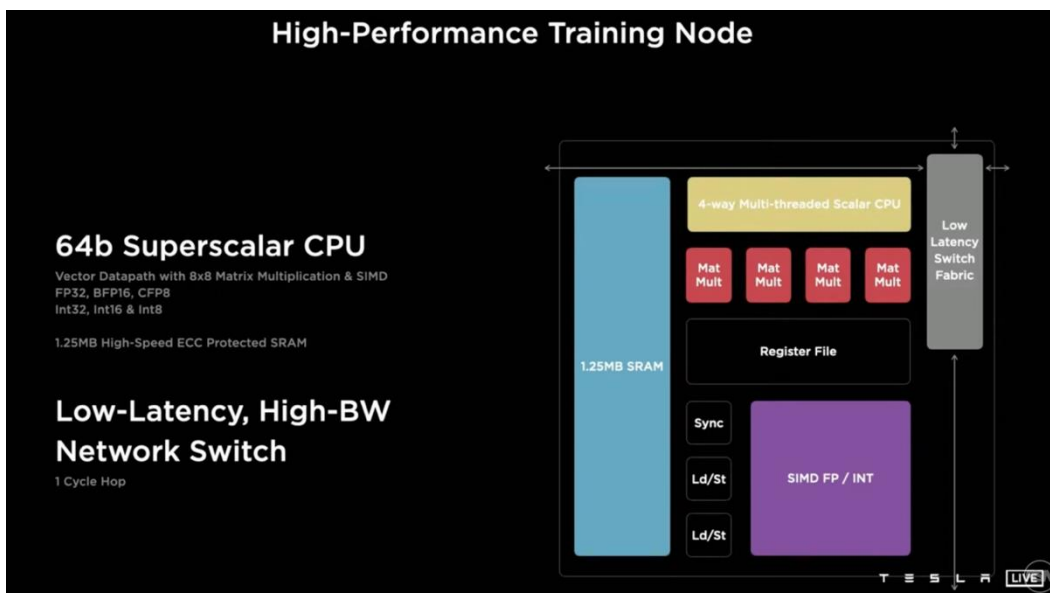 High-Performance Training Node
64b Superscalar CPU
Vector Datapath with 8x8 Matrix Multiplication & SIMD
FP32, BFP16, CFP8
Int32, Int16 & Int8
1.25MB High-Speed ECC Protected SRAM
Low-Latency, High-BW
Network Switch
1 Cycle Hop
1.25MB SRAM
4-way Multi-threaded Scalar CPU
Mat
Mult
Mat
Mult
Mat
Mult
Mat
Mult
Register File
Sync
Ld/St
Ld/St
SIMD FP / INT
Low
Latency
Switch
Fabric
TESLA LIVE